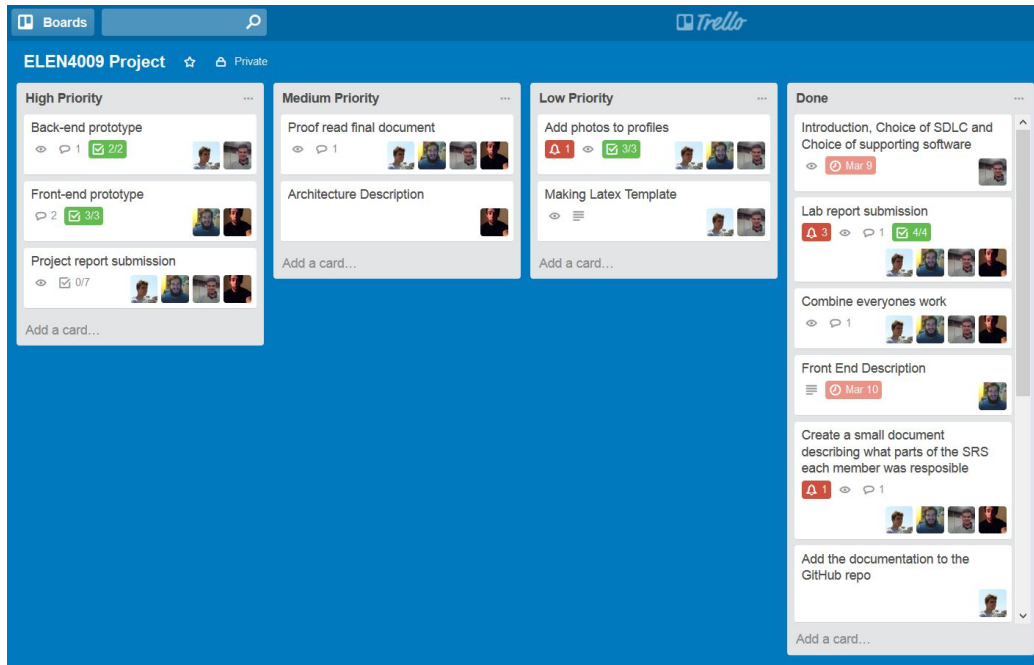 Boards
Trello
ELEN4009 Project
Private
High Priority
Back-end prototype
1
2/2
Front-end prototype
2
3/3
Project report submission
0/7
Add a card...
Medium Priority
Proof read final document
1
Architecture Description
Add a card...
Low Priority
Add photos to profiles
1
3/3
Making Latex Template
Add a card...
Done
Introduction, Choice of SDLC and
Choice of supporting software
Mar 9
Lab report submission
3
1
4/4
Combine everyones work
1
Front End Description
Mar 10
Create a small document
describing what parts of the SRS
each member was resposible
1
1
Add the documentation to the
GitHub repo
Add a card...